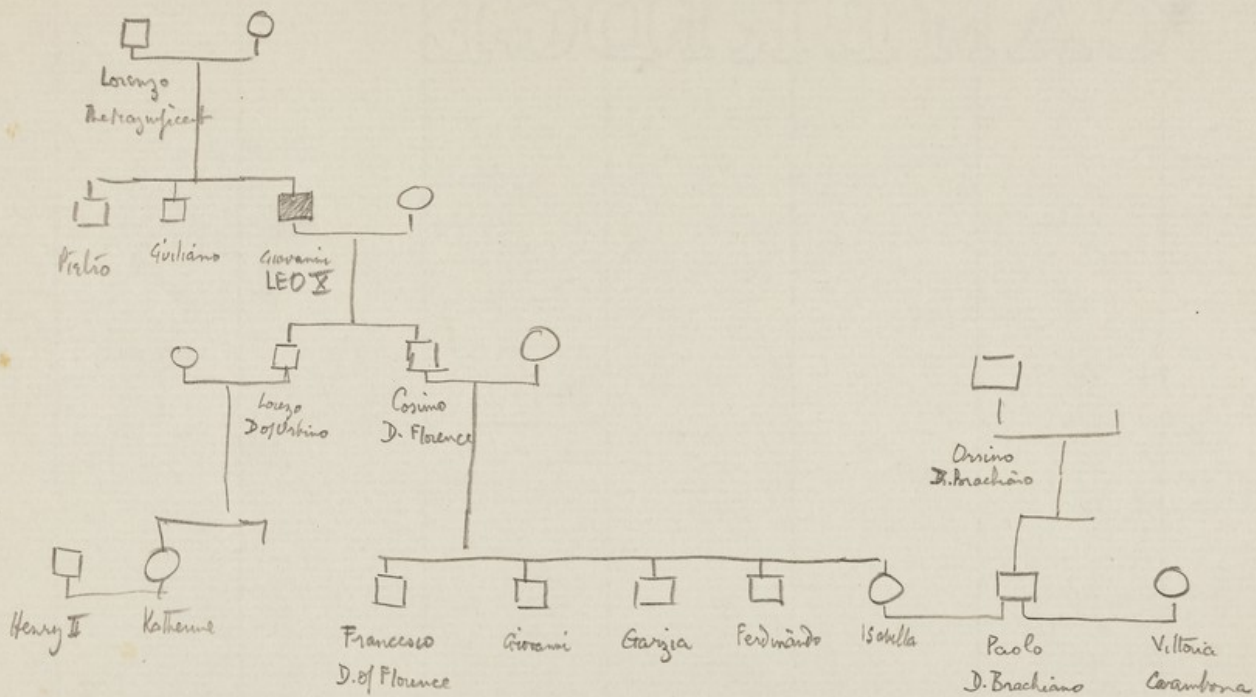 Lorenzo
The Magnificent
Pietro
Giuliano
Giovanni
LEO X
Lorezo
D of Urbino
Cosimo
D. Florence
Orsino
D. Brachiano
Henry II
Katherine
Francesco
D. of Florence
Giovanni
Garzia
Ferdinando
Isabella
Paolo
D. Brachiano
Vittoria
Corambona